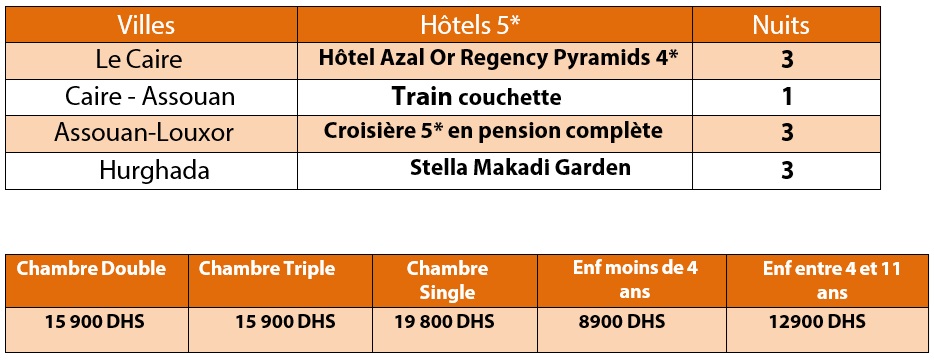 Villes Hôtels 5* Nuits
Le Caire Hôtel Azal Or Regency Pyramids 4* 3
Caire - Assouan Train couchette 1
Assouan-Louxor Croisière 5* en pension complète 3
Hurghada Stella Makadi Garden 3
Chambre Double Chambre Triple Chambre Single Enf moins de 4 ans Enf entre 4 et 11 ans
15 900 DHS 15 900 DHS 19 800 DHS 8900 DHS 12900 DHS